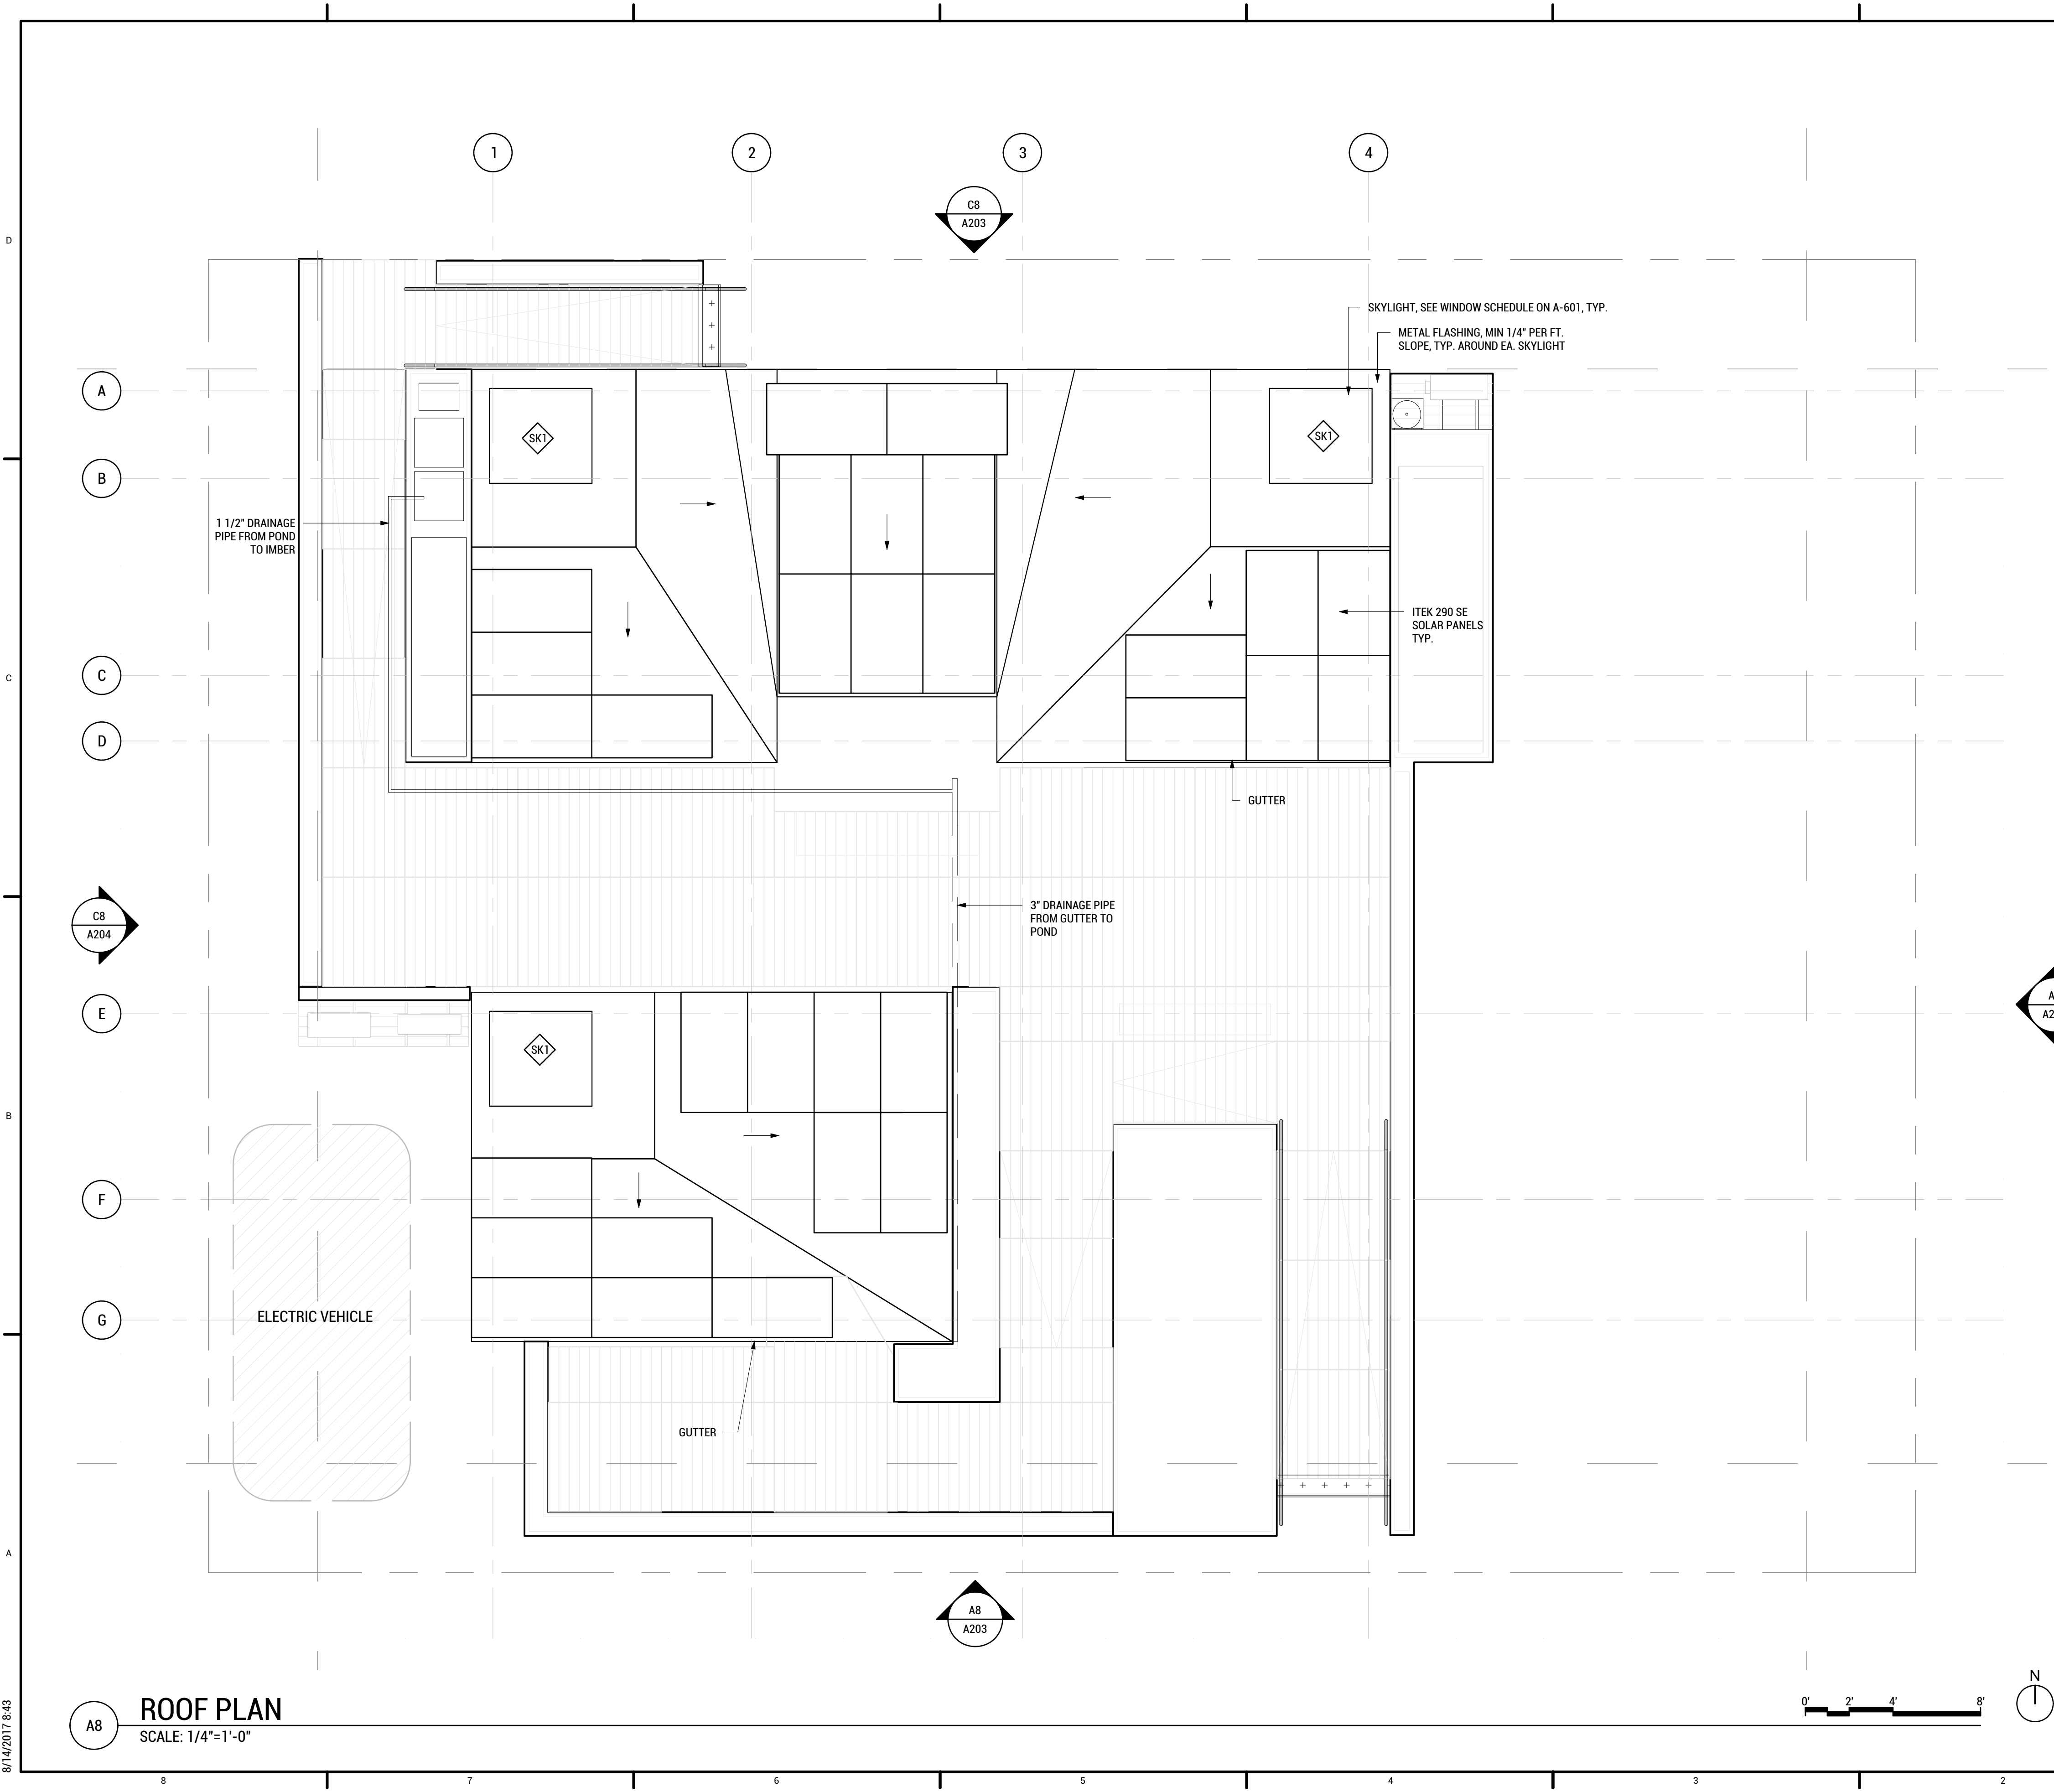 1
2
3
4
C8
A203
D
SKYLIGHT, SEE WINDOW SCHEDULE ON A-601, TYP.
METAL FLASHING, MIN 1/4" PER FT.
SLOPE, TYP. AROUND EA. SKYLIGHT
A
SK1
SK1
B
1 1/2" DRAINAGE
PIPE FROM POND
TO IMBER
ITEK 290 SE
SOLAR PANELS
TYP.
C
C
D
GUTTER
3" DRAINAGE PIPE
FROM GUTTER TO
POND
C8
A204
E
SK1
B
F
ELECTRIC VEHICLE
G
GUTTER
A
A8
A203
N
0'
2'
4'
8'
A8
ROOF PLAN
SCALE: 1/4"=1'-0"
8/14/2017 8:43
8
7
6
5
4
3
2